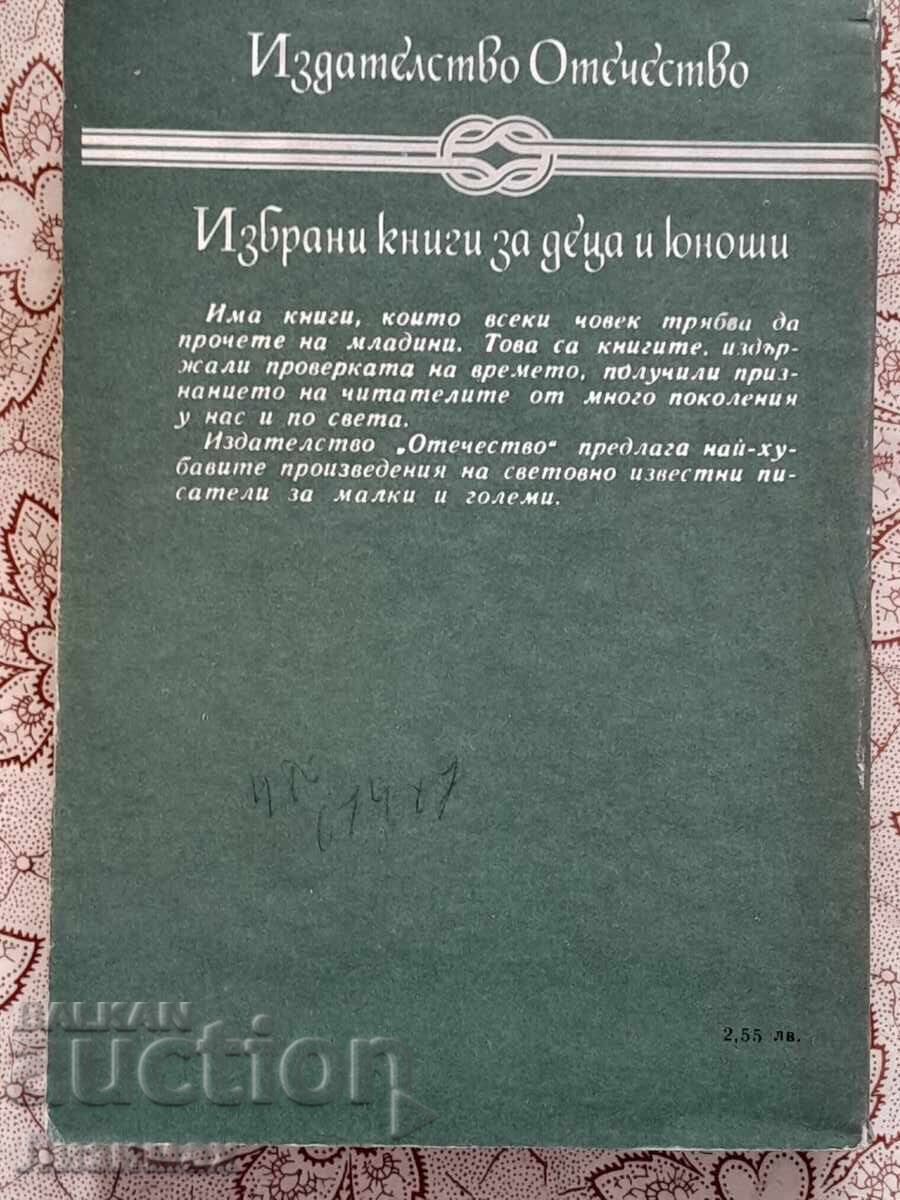 Издателство Отечество
Избрани книги за деца и юноши
Има книги, които всеки човек трябва да
прочете на младини. Това са книгите, издър-
жали проверката на времето, получили приз-
нанието на читателите от много поколения
у нас и по света.
Издателство „Отечество“ предлага най-ху-
бавите произведения на световно известни пи-
сатели за малки и големи.
2,55 лв.
BALKAN
auction